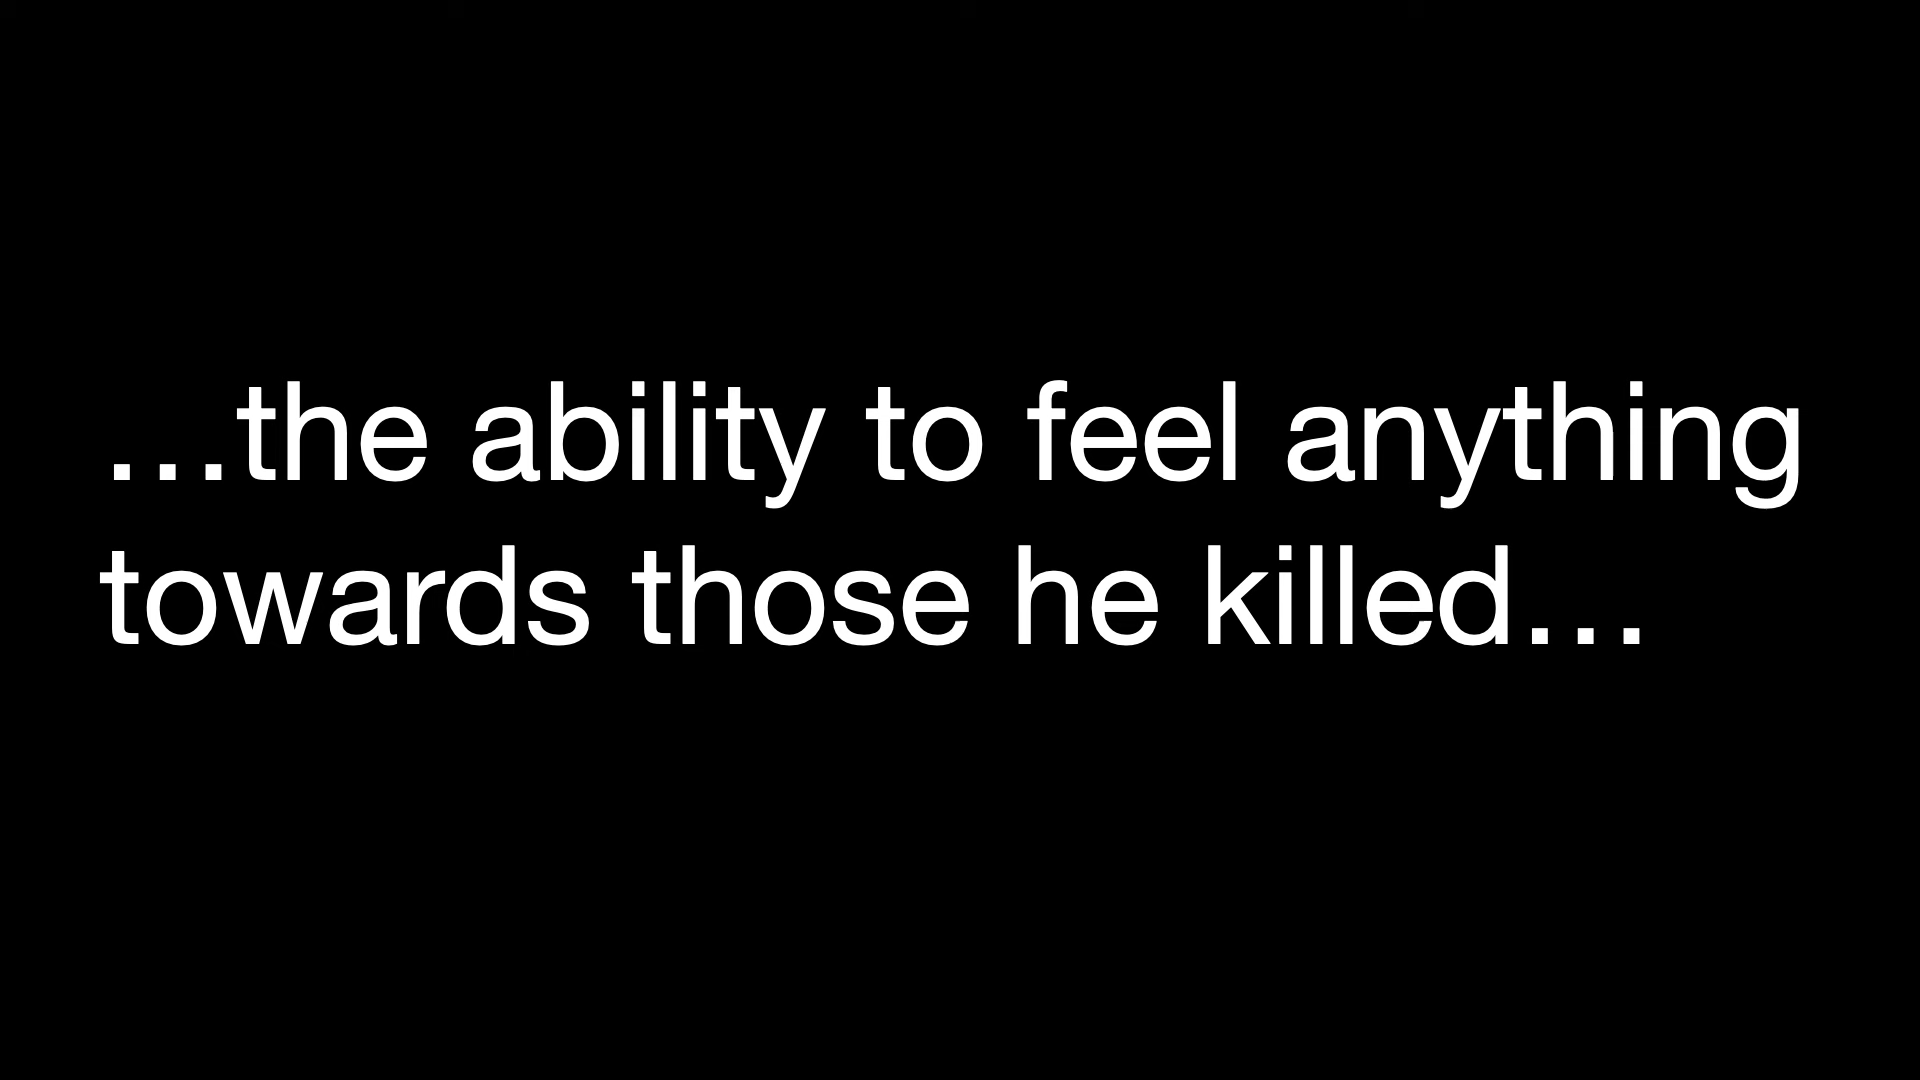 …the ability to feel anything
towards those he killed…